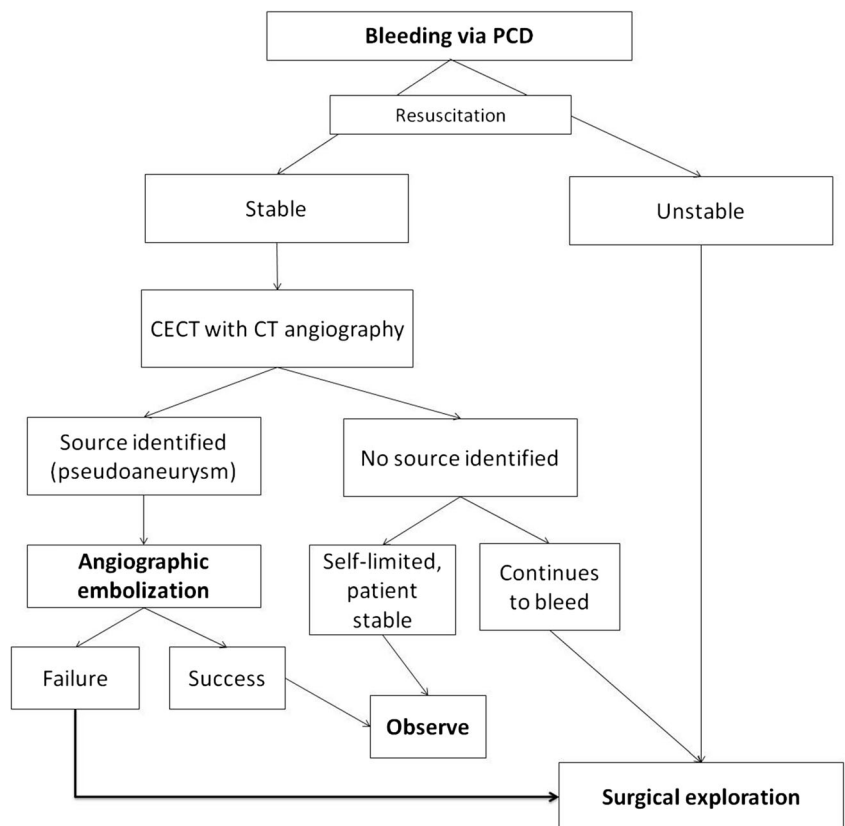 Bleeding via PCD
Resuscitation
Stable
Unstable
CECT with CT angiography
Source identified
(pseudoaneurysm)
No source identified
Angiographic
embolization
Self-limited,
patient
stable
Continues
to bleed
Failure
Success
Observe
Surgical exploration